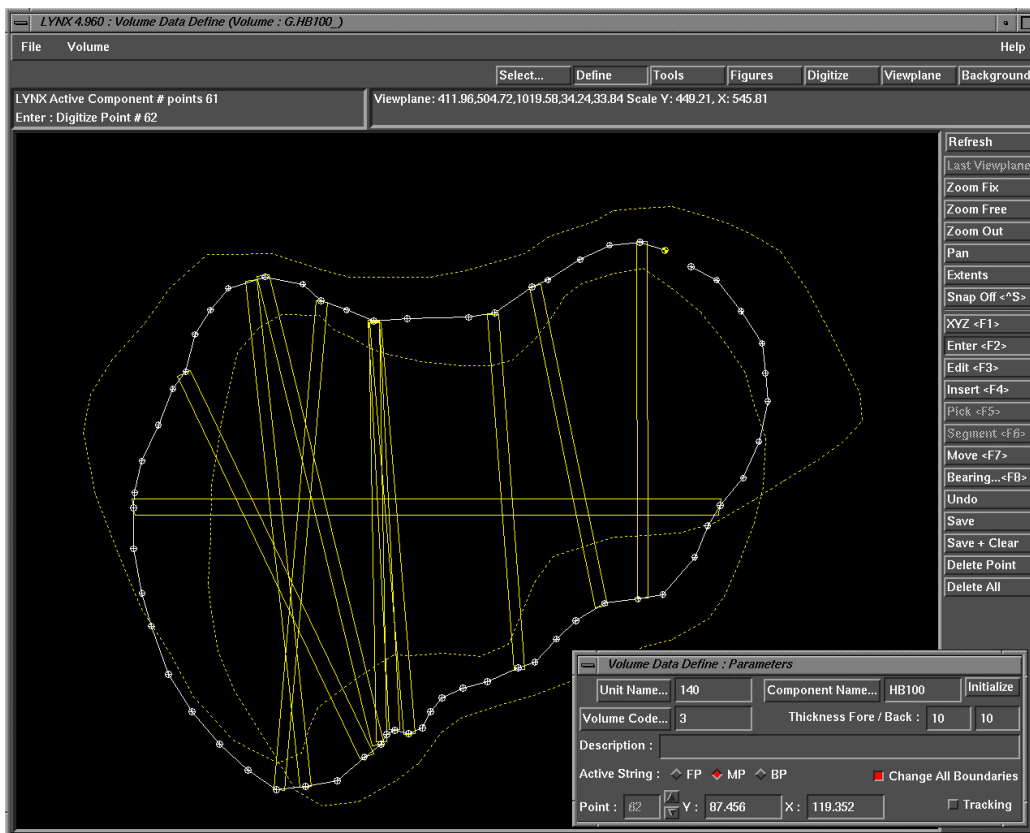 LYNX 4.960 : Volume Data Define (Volume : G.HB100_)
File Volume Help
Select... Define Tools Figures Digitize Viewplane Background
LYNX Active Component # points 61
Enter : Digitize Point # 62
Viewplane: 411.96,504.72,1019.58,34.24,33.84 Scale Y: 449.21, X: 545.81
Refresh
Last Viewplane
Zoom Fix
Zoom Free
Zoom Out
Pan
Extents
Snap Off <^S>
XYZ <F1>
Enter <F2>
Edit <F3>
Insert <F4>
Pick <F5>
Segment <F6>
Move <F7>
Bearing...<F8>
Undo
Save
Save + Clear
Delete Point
Delete All
Volume Data Define : Parameters
Unit Name... 140 Component Name... HB100 Initialize
Volume Code... 3 Thickness Fore / Back : 10 10
Description :
Active String : FP MP BP Change All Boundaries
Point : 62 Y : 87.456 X : 119.352 Tracking